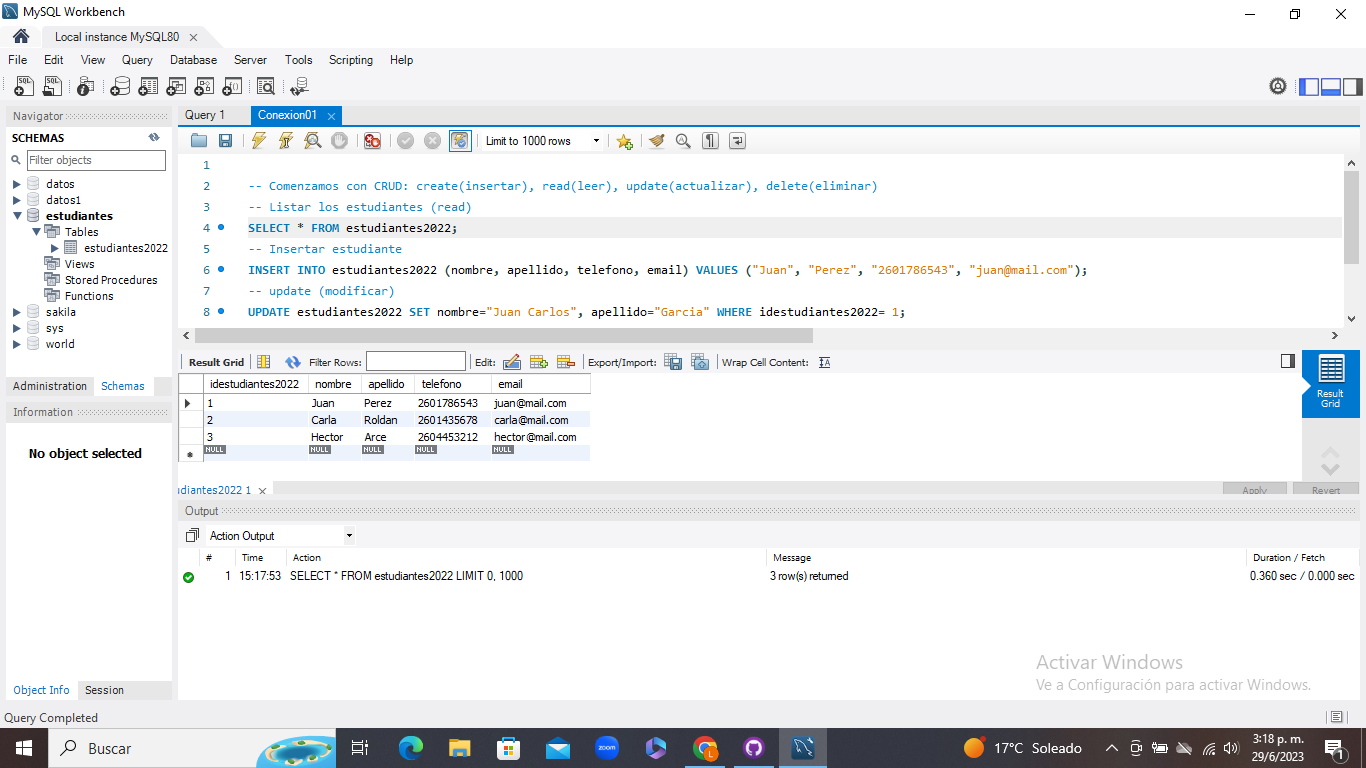 MySQL Workbench
Local instance MySQL80
File Edit View Query Database Server Tools Scripting Help
Navigator
SCHEMAS
Filter objects
datos
datos1
estudiantes
Tables
estudiantes2022
Views
Stored Procedures
Functions
sakila
sys
world
Administration Schemas
Information
No object selected
Object Info Session
Query 1 Conexion01
Limit to 1000 rows
1
2 -- Comenzamos con CRUD: create(insertar), read(leer), update(actualizar), delete(eliminar)
3 -- Listar los estudiantes (read)
4 SELECT * FROM estudiantes2022;
5 -- Insertar estudiante
6 INSERT INTO estudiantes2022 (nombre, apellido, telefono, email) VALUES ("Juan", "Perez", "2601786543", "juan@mail.com");
7 -- update (modificar)
8 UPDATE estudiantes2022 SET nombre="Juan Carlos", apellido="Garcia" WHERE idestudiantes2022= 1;
Result Grid Filter Rows: Edit: Export/Import: Wrap Cell Content:
idestudiantes2022 nombre apellido telefono email
1 Juan Perez 2601786543 juan@mail.com
2 Carla Roldan 2601435678 carla@mail.com
3 Hector Arce 2604453212 hector@mail.com
NULL NULL NULL NULL NULL
Result
Grid
udiantes2022 1
Apply Revert
Output
Action Output
# Time Action Message Duration / Fetch
1 15:17:53 SELECT * FROM estudiantes2022 LIMIT 0, 1000 3 row(s) returned 0.360 sec / 0.000 sec
Activar Windows
Ve a Configuración para activar Windows.
Query Completed
Buscar
zoom
L
17°C Soleado
3:18 p. m.
29/6/2023
1